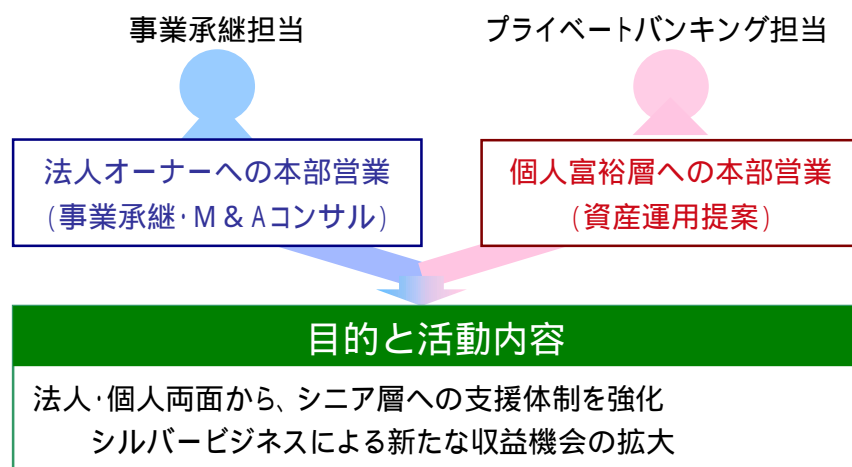 事業承継担当
プライベートバンキング担当
法人オーナーへの本部営業
(事業承継・M&Aコンサル)
個人富裕層への本部営業
(資産運用提案)
目的と活動内容
法人・個人両面から、シニア層への支援体制を強化
シルバービジネスによる新たな収益機会の拡大